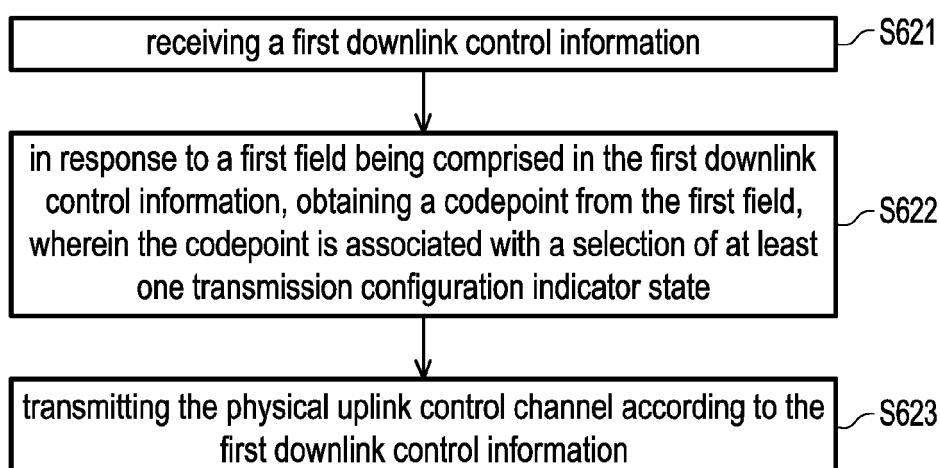 receiving a first downlink control information
S621
in response to a first field being comprised in the first downlink
control information, obtaining a codepoint from the first field,
wherein the codepoint is associated with a selection of at least
one transmission configuration indicator state
S622
transmitting the physical uplink control channel according to the
first downlink control information
S623